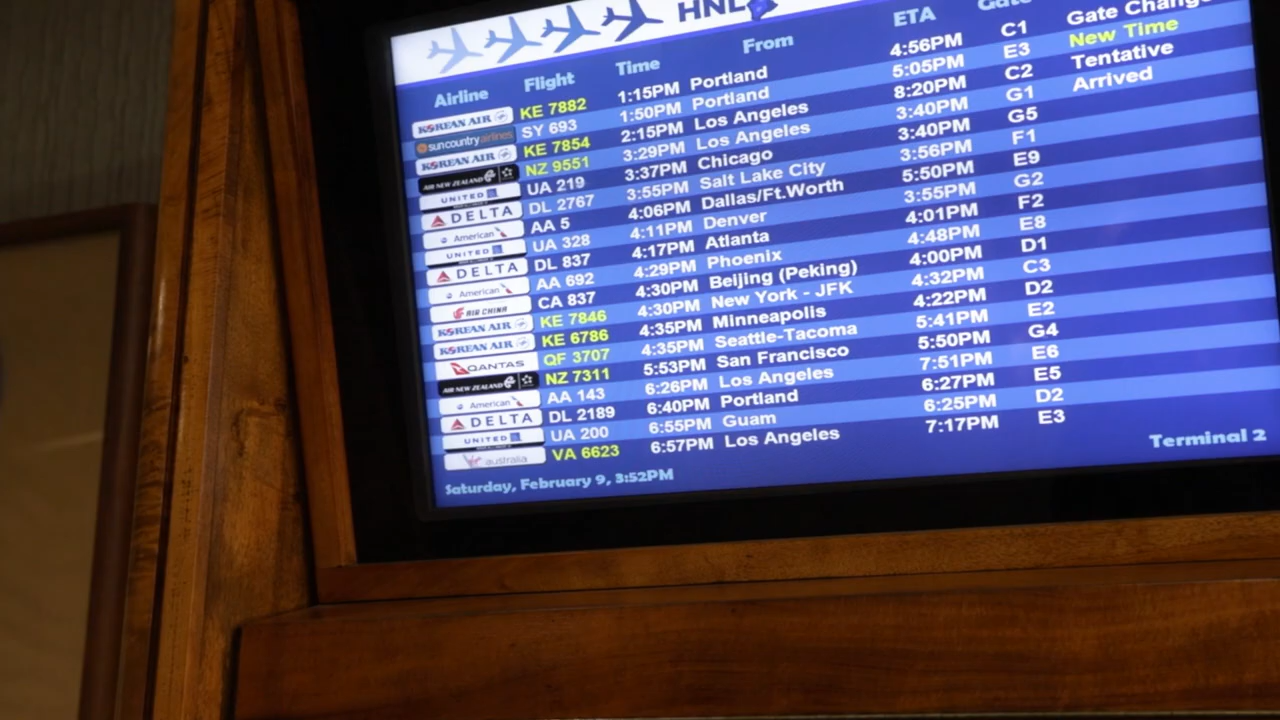 HNL
Airline Flight Time From ETA Gate
KOREAN AIR KE 7882 1:15PM Portland 4:56PM C1 Gate Change
suncountry airlines SY 693 1:50PM Portland 5:05PM E3 New Time
KOREAN AIR KE 7854 2:15PM Los Angeles 8:20PM C2 Tentative
AIR NEW ZEALAND NZ 9551 3:29PM Los Angeles 3:40PM G1 Arrived
UNITED UA 219 3:37PM Chicago 3:40PM G5
DELTA DL 2767 3:55PM Salt Lake City 3:56PM F1
American AA 5 4:06PM Dallas/Ft.Worth 5:50PM E9
UNITED UA 328 4:11PM Denver 3:55PM G2
DELTA DL 837 4:17PM Atlanta 4:01PM F2
American AA 692 4:29PM Phoenix 4:48PM E8
AIR CHINA CA 837 4:30PM Beijing (Peking) 4:00PM D1
KOREAN AIR KE 7846 4:30PM New York - JFK 4:32PM C3
KOREAN AIR KE 6786 4:35PM Minneapolis 4:22PM D2
QANTAS QF 3707 4:35PM Seattle-Tacoma 5:41PM E2
AIR NEW ZEALAND NZ 7311 5:53PM San Francisco 5:50PM G4
American AA 143 6:26PM Los Angeles 7:51PM E6
DELTA DL 2189 6:40PM Portland 6:27PM E5
UNITED UA 200 6:55PM Guam 6:25PM D2
australia VA 6623 6:57PM Los Angeles 7:17PM E3
Saturday, February 9, 3:52PM Terminal 2